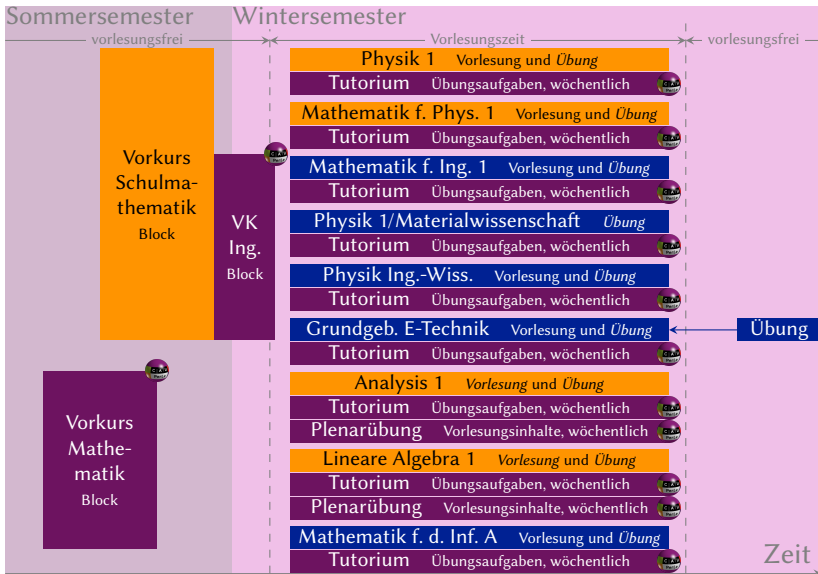 Sommersemester Wintersemester
vorlesungsfrei Vorlesungszeit vorlesungsfrei
Physik 1 Vorlesung und Übung
Tutorium Übungsaufgaben, wöchentlich
Mathematik f. Phys. 1 Vorlesung und Übung
Tutorium Übungsaufgaben, wöchentlich
Vorkurs
Schulma-
thematik
Block
Mathematik f. Ing. 1 Vorlesung und Übung
Tutorium Übungsaufgaben, wöchentlich
VK
Ing.
Block
Physik 1/Materialwissenschaft Übung
Tutorium Übungsaufgaben, wöchentlich
Physik Ing.-Wiss. Vorlesung und Übung
Tutorium Übungsaufgaben, wöchentlich
Grundgeb. E-Technik Vorlesung und Übung
Übung
Tutorium Übungsaufgaben, wöchentlich
Vorkurs
Mathe-
matik
Block
Analysis 1 Vorlesung und Übung
Tutorium Übungsaufgaben, wöchentlich
Plenarübung Vorlesungsinhalte, wöchentlich
Lineare Algebra 1 Vorlesung und Übung
Tutorium Übungsaufgaben, wöchentlich
Plenarübung Vorlesungsinhalte, wöchentlich
Mathematik f. d. Inf. A Vorlesung und Übung
Tutorium Übungsaufgaben, wöchentlich
Zeit